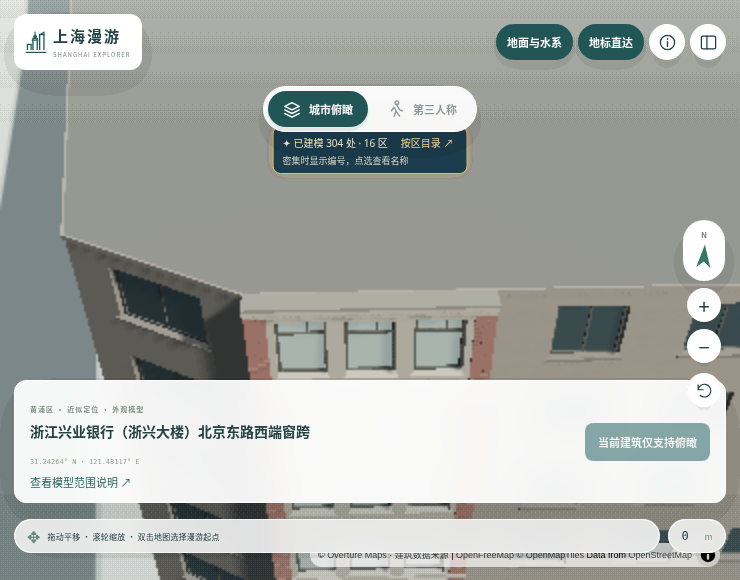 上海漫游
SHANGHAI EXPLORER
地面与水系
地标直达
城市俯瞰
第三人称
✦ 已建模 304 处 · 16 区 按区目录 ↗
密集时显示编号，点选查看名称
N
+
−
黄浦区 · 近似定位 · 外观模型
浙江兴业银行（浙兴大楼）北京东路西端窗跨
31.24264° N · 121.48117° E
查看模型范围说明 ↗
当前建筑仅支持俯瞰
拖动平移 · 滚轮缩放 · 双击地图选择漫游起点
0 m
© Overture Maps · 建筑数据来源 | OpenFreeMap © OpenMapTiles Data from OpenStreetMap